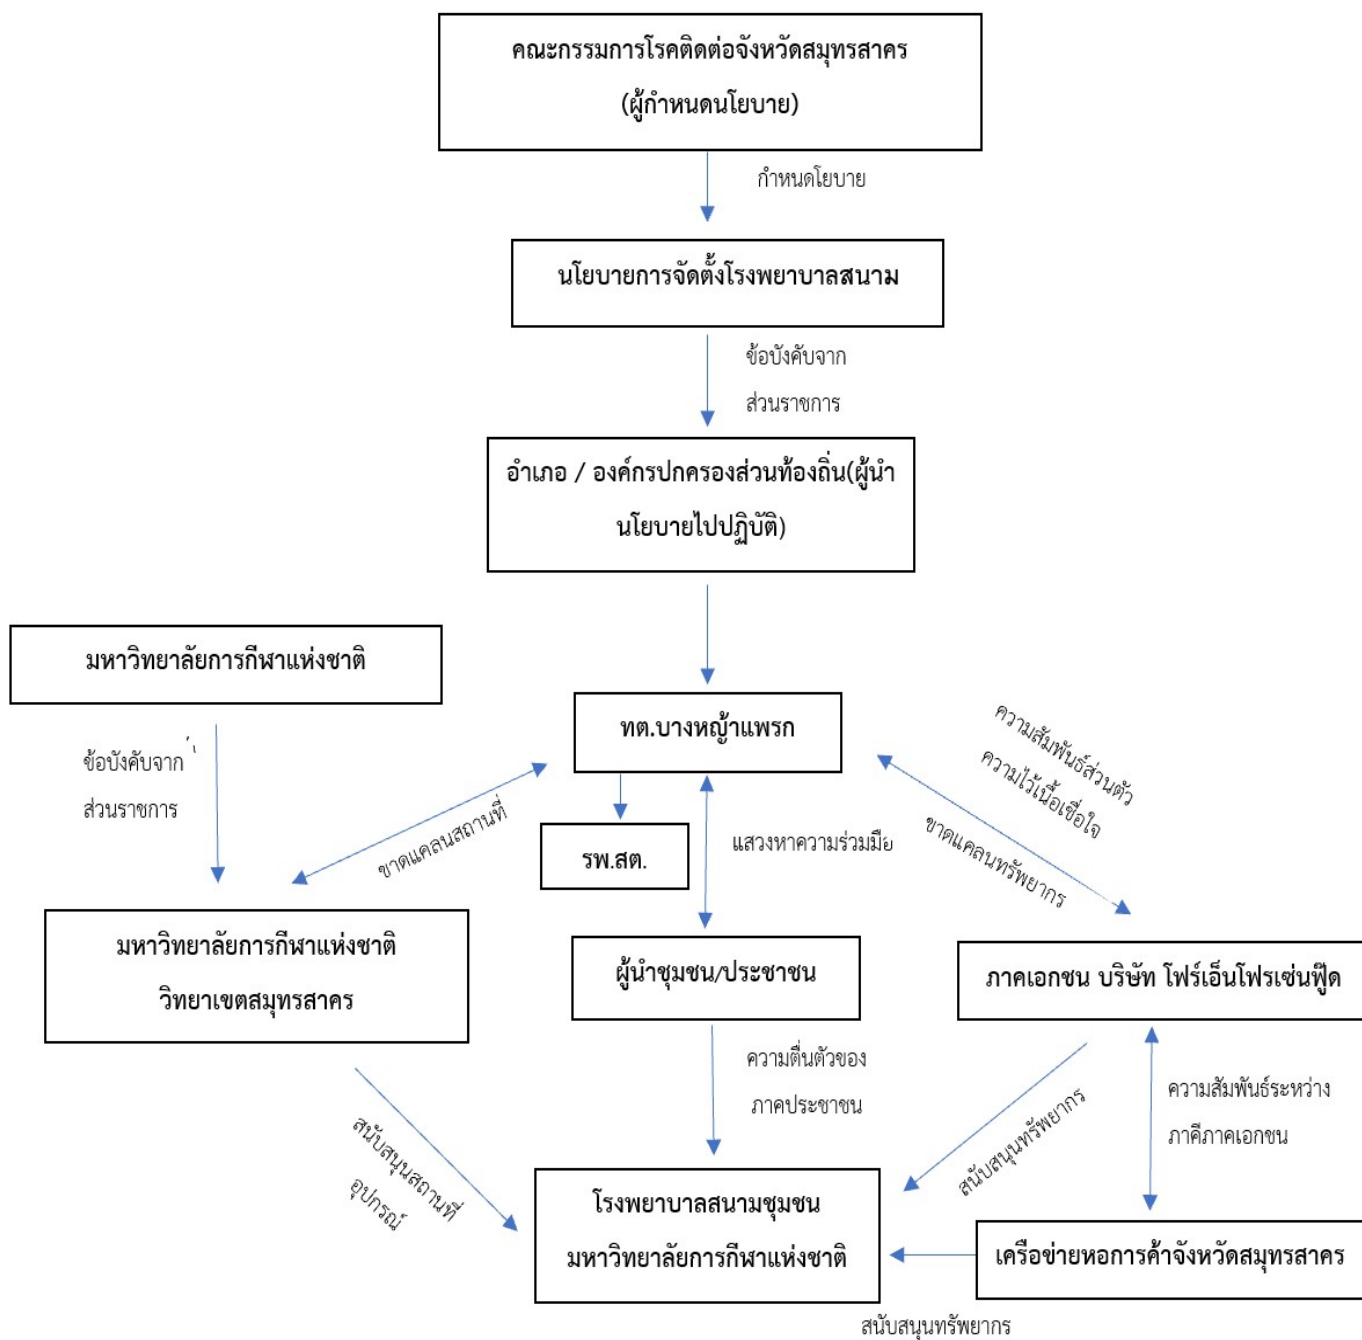 คณะกรรมการโรคติดต่อจังหวัดสมุทรสาคร
(ผู้กำหนดนโยบาย)
กำหนดโยบาย
นโยบายการจัดตั้งโรงพยาบาลสนาม
ข้อบังคับจาก
ส่วนราชการ
อำเภอ / องค์กรปกครองส่วนท้องถิ่น(ผู้นำ
นโยบายไปปฏิบัติ)
มหาวิทยาลัยการกีฬาแห่งชาติ
ทต.บางหญ้าแพรก
ข้อบังคับจาก
ส่วนราชการ
ขาดแคลนสถานที่
รพ.สต.
แสวงหาความร่วมมือ
ความสัมพันธ์ส่วนตัว
ความไว้เนื้อเชื่อใจ
ขาดแคลนทรัพยากร
มหาวิทยาลัยการกีฬาแห่งชาติ
วิทยาเขตสมุทรสาคร
ผู้นำชุมชน/ประชาชน
ภาคเอกชน บริษัท โฟร์เอ็นโฟรเซ่นฟู๊ด
ความตื่นตัวของ
ภาคประชาชน
ความสัมพันธ์ระหว่าง
ภาคีภาคเอกชน
สนับสนุนสถานที่
อุปกรณ์
สนับสนุนทรัพยากร
โรงพยาบาลสนามชุมชน
มหาวิทยาลัยการกีฬาแห่งชาติ
เครือข่ายหอการค้าจังหวัดสมุทรสาคร
สนับสนุนทรัพยากร